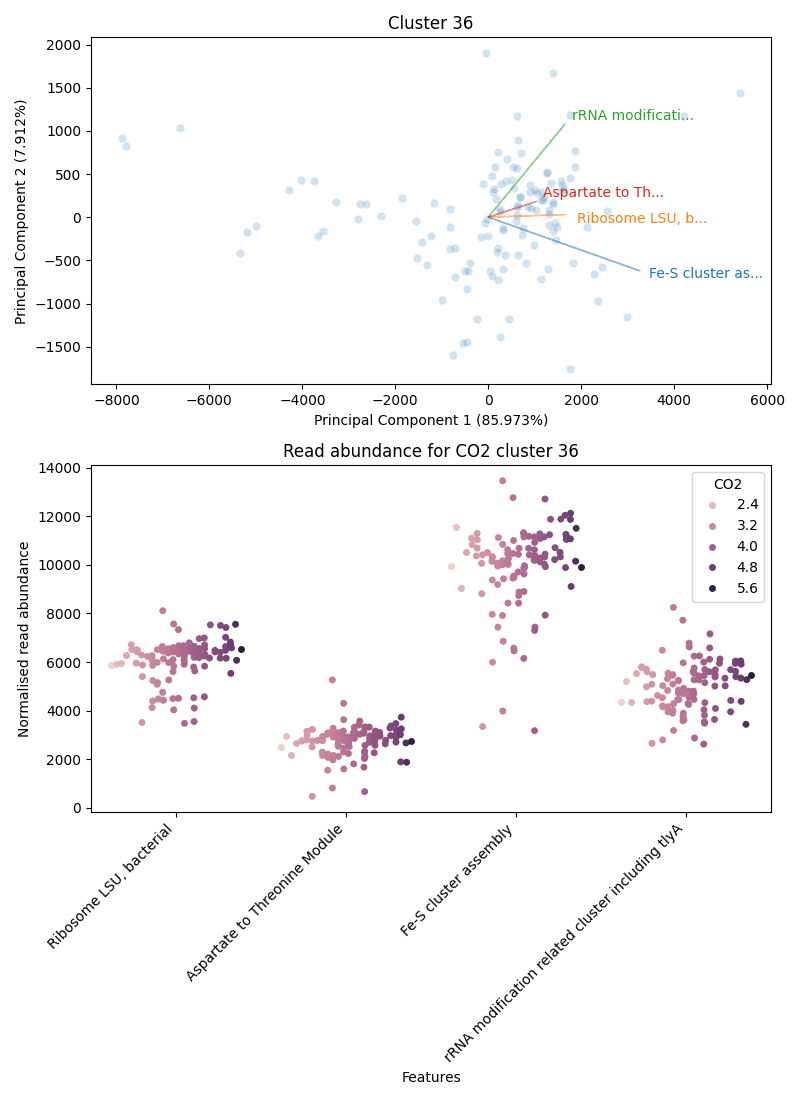 Cluster 36
2000
1500
1000
500
0
−500
−1000
−1500
Principal Component 2 (7.912%)
rRNA modificati...
Aspartate to Th...
Ribosome LSU, b...
Fe-S cluster as...
−8000 −6000 −4000 −2000 0 2000 4000 6000
Principal Component 1 (85.973%)
Read abundance for CO2 cluster 36
14000
12000
10000
8000
6000
4000
2000
0
Normalised read abundance
CO2
2.4
3.2
4.0
4.8
5.6
Ribosome LSU, bacterial
Aspartate to Threonine Module
Fe-S cluster assembly
rRNA modification related cluster including tlyA
Features